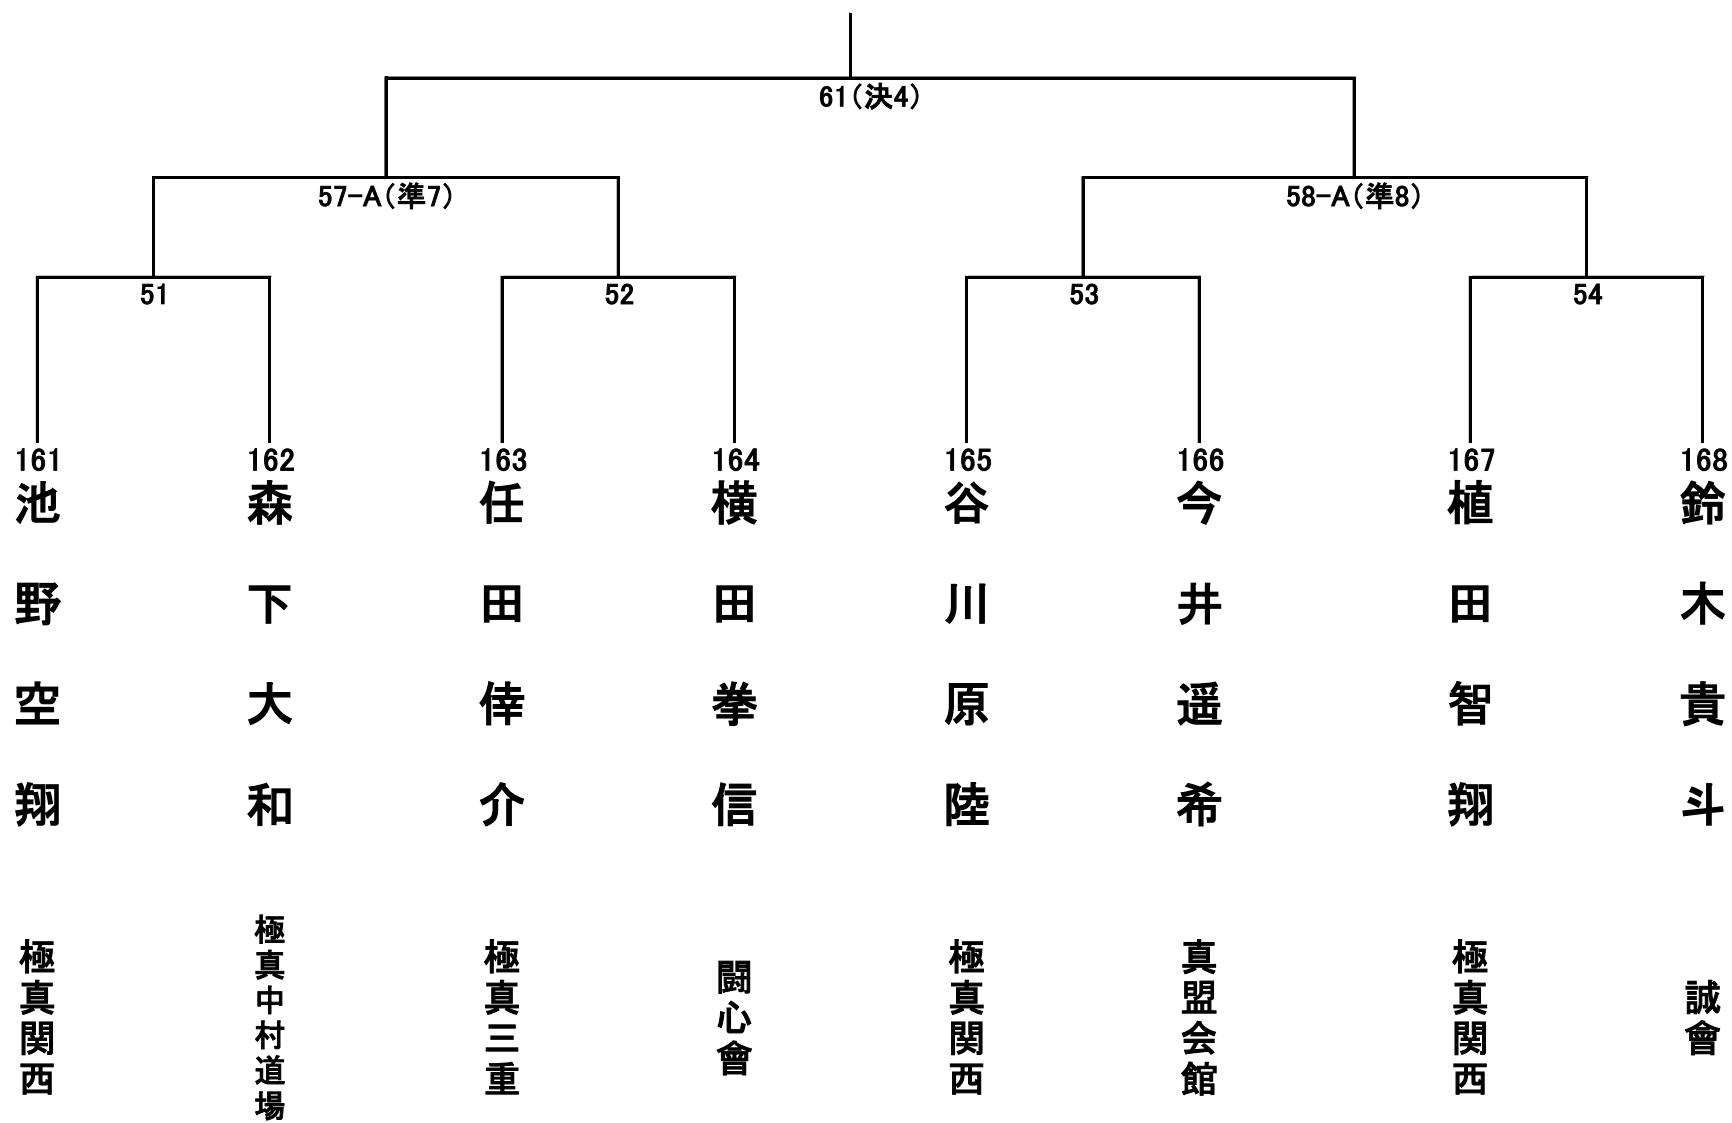 61(決4)
57-A(準7)
58-A(準8)
51
52
53
54
161
162
163
164
165
166
167
168
池野空翔
森下大和
任田倖介
横田拳信
谷川原陸
今井遥希
植田智翔
鈴木貴斗
極真関西
極真中村道場
極真三重
闘心會
極真関西
真盟会館
極真関西
誠會